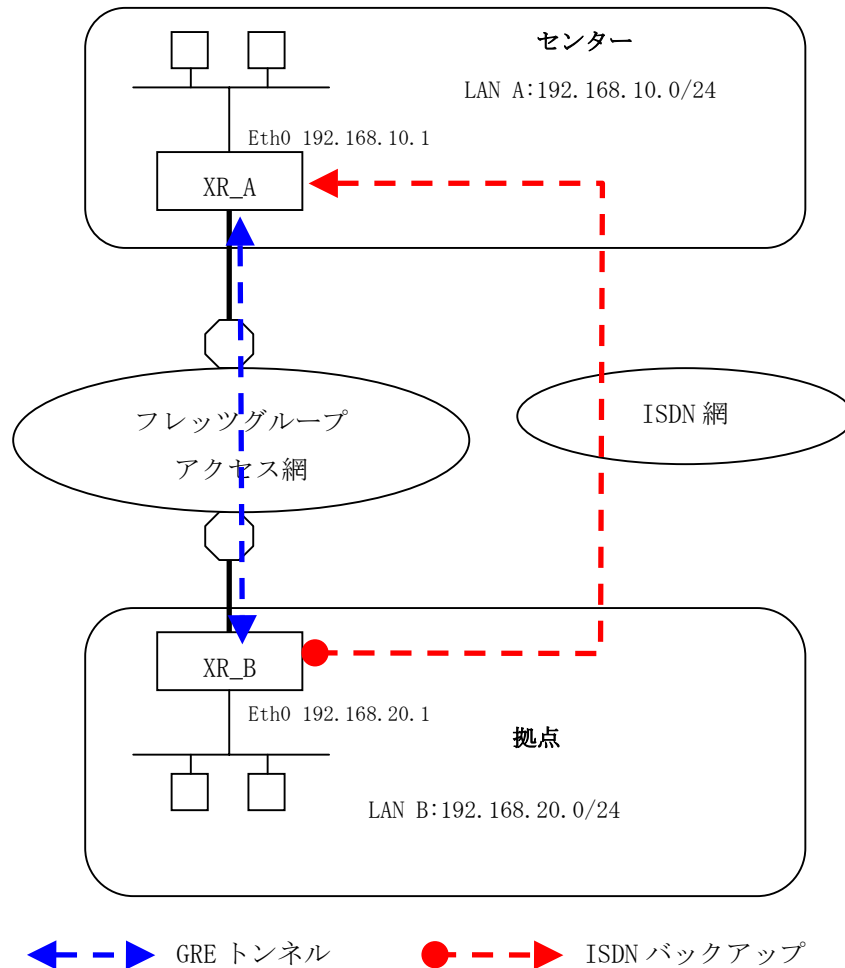 センター
LAN A:192.168.10.0/24
Eth0 192.168.10.1
XR_A
フレッツグループ
アクセス網
ISDN 網
XR_B
Eth0 192.168.20.1
拠点
LAN B:192.168.20.0/24
GRE トンネル
ISDN バックアップ